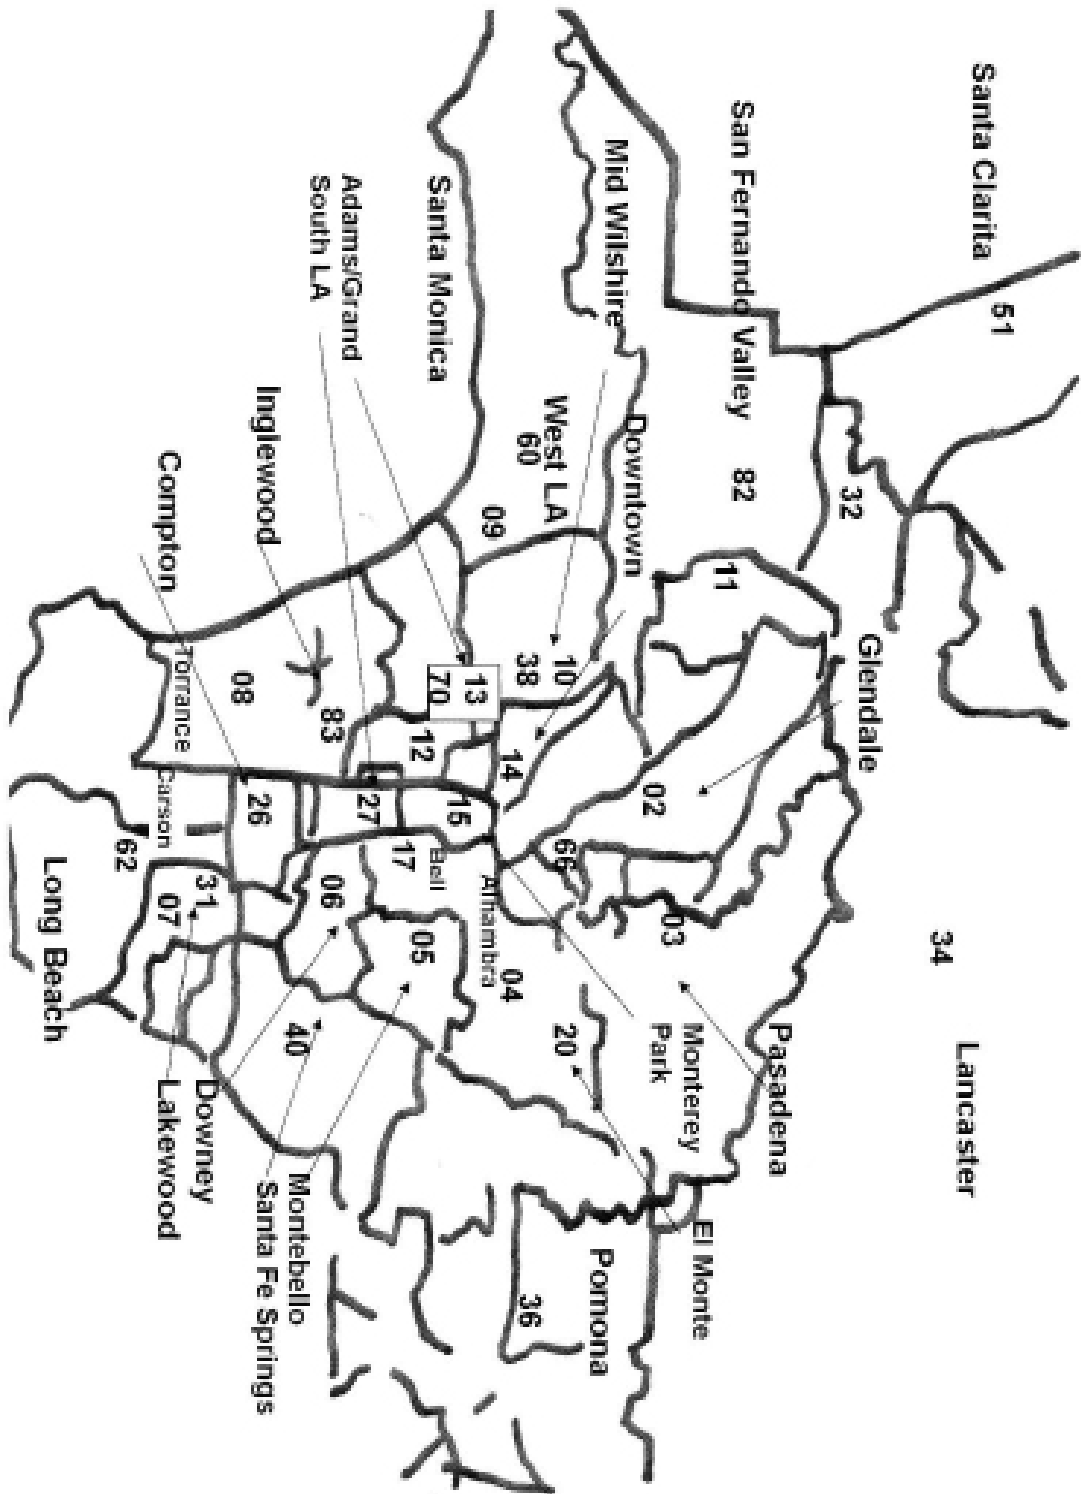 Santa Clarita
51
San Fernando Valley
82
32
Mid Wilshire
West LA
60
Downtown
09
11
Glendale
Santa Monica
Adams/Grand
South LA
Inglewood
Compton
Torrance
08
83
10
38
13
70
12
14
02
15
27
26
Carson
62
17
Bell
66
Alhambra
03
34
Lancaster
06
05
04
31
07
Long Beach
40
20
Monterey
Park
Pasadena
El Monte
Pomona
36
Downey
Lakewood
Montebello
Santa Fe Springs